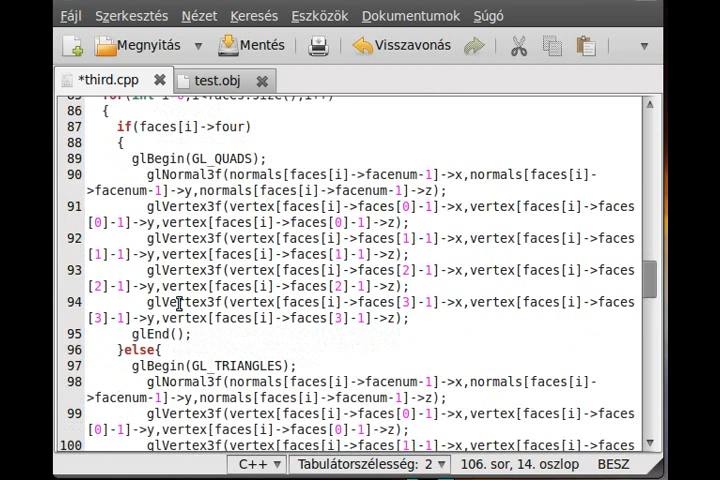 Fájl Szerkesztés Nézet Keresés Eszközök Dokumentumok Súgó
Megnyitás Mentés Visszavonás
*third.cpp test.obj
85 for(int i=0;i<faces.size();i++)
86 {
87 if(faces[i]->four)
88 {
89 glBegin(GL_QUADS);
90 glNormal3f(normals[faces[i]->facenum-1]->x,normals[faces[i]-
>facenum-1]->y,normals[faces[i]->facenum-1]->z);
91 glVertex3f(vertex[faces[i]->faces[0]-1]->x,vertex[faces[i]->faces
[0]-1]->y,vertex[faces[i]->faces[0]-1]->z);
92 glVertex3f(vertex[faces[i]->faces[1]-1]->x,vertex[faces[i]->faces
[1]-1]->y,vertex[faces[i]->faces[1]-1]->z);
93 glVertex3f(vertex[faces[i]->faces[2]-1]->x,vertex[faces[i]->faces
[2]-1]->y,vertex[faces[i]->faces[2]-1]->z);
94 glVertex3f(vertex[faces[i]->faces[3]-1]->x,vertex[faces[i]->faces
[3]-1]->y,vertex[faces[i]->faces[3]-1]->z);
95 glEnd();
96 }else{
97 glBegin(GL_TRIANGLES);
98 glNormal3f(normals[faces[i]->facenum-1]->x,normals[faces[i]-
>facenum-1]->y,normals[faces[i]->facenum-1]->z);
99 glVertex3f(vertex[faces[i]->faces[0]-1]->x,vertex[faces[i]->faces
[0]-1]->y,vertex[faces[i]->faces[0]-1]->z);
100 glVertex3f(vertex[faces[i]->faces[1]-1]->x,vertex[faces[i]->faces
C++ Tabulátorszélesség: 2 106. sor, 14. oszlop BESZ